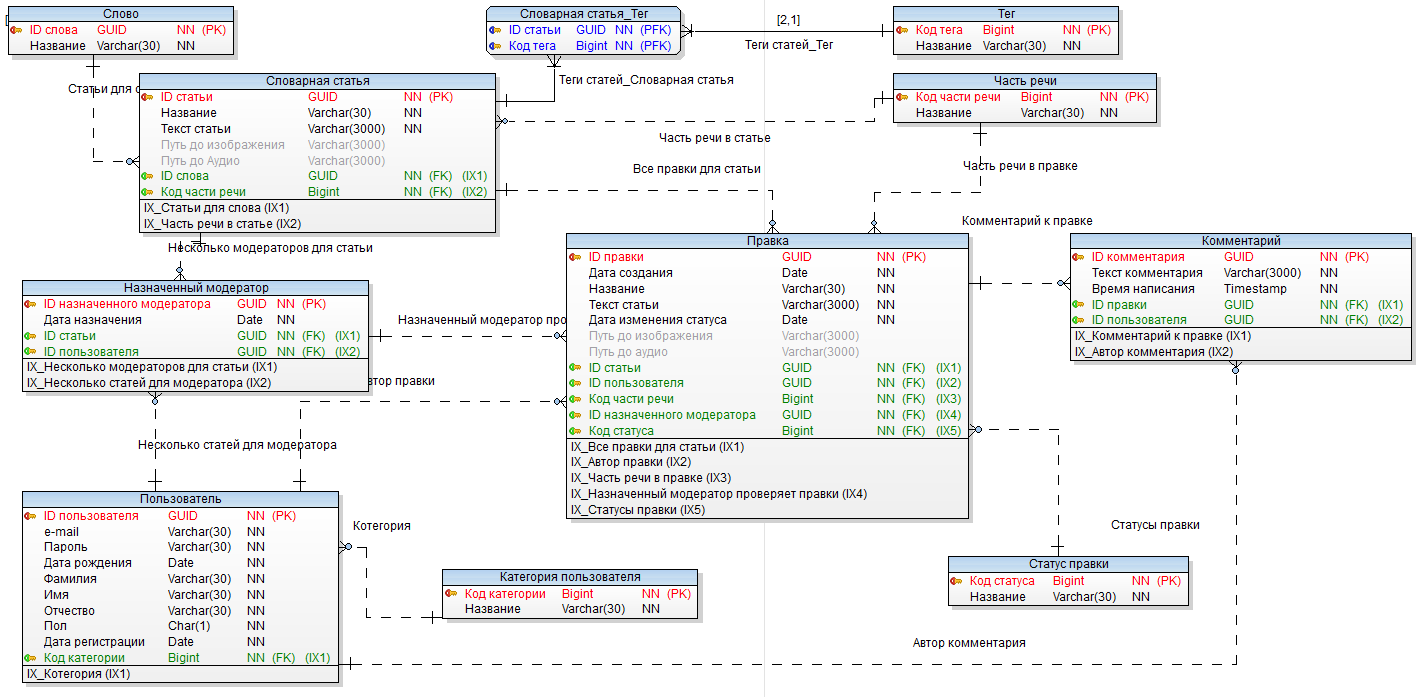 Слово
ID слова GUID NN (PK)
Название Varchar(30) NN
Словарная статья_Тег
ID статьи GUID NN (PFK)
Код тега Bigint NN (PFK)
[2,1]
Теги статей_Тег
Тег
Код тега Bigint NN (PK)
Название Varchar(30) NN
Статьи для с
Словарная статья
ID статьи GUID NN (PK)
Название Varchar(30) NN
Текст статьи Varchar(3000) NN
Путь до изображения Varchar(3000)
Путь до Аудио Varchar(3000)
ID слова GUID NN (FK) (IX1)
Код части речи Bigint NN (FK) (IX2)
IX_Статьи для слова (IX1)
IX_Часть речи в статье (IX2)
Теги статей_Словарная статья
Часть речи
Код части речи Bigint NN (PK)
Название Varchar(30) NN
Часть речи в статье
Все правки для статьи
Часть речи в правке
Комментарий к правке
Несколько модераторов для статьи
Назначенный модератор
ID назначенного модератора GUID NN (PK)
Дата назначения Date NN
ID статьи GUID NN (FK) (IX1)
ID пользователя GUID NN (FK) (IX2)
IX_Несколько модераторов для статьи (IX1)
IX_Несколько статей для модератора (IX2)
Назначенный модератор про
втор правки
Правка
ID правки GUID NN (PK)
Дата создания Date NN
Название Varchar(30) NN
Текст статьи Varchar(3000) NN
Дата изменения статуса Date NN
Путь до изображения Varchar(3000)
Путь до аудио Varchar(3000)
ID статьи GUID NN (FK) (IX1)
ID пользователя GUID NN (FK) (IX2)
Код части речи Bigint NN (FK) (IX3)
ID назначенного модератора GUID NN (FK) (IX4)
Код статуса Bigint NN (FK) (IX5)
IX_Все правки для статьи (IX1)
IX_Автор правки (IX2)
IX_Часть речи в правке (IX3)
IX_Назначенный модератор проверяет правки (IX4)
IX_Статусы правки (IX5)
Комментарий
ID комментария GUID NN (PK)
Текст комментария Varchar(3000) NN
Время написания Timestamp NN
ID правки GUID NN (FK) (IX1)
ID пользователя GUID NN (FK) (IX2)
IX_Комментарий к правке (IX1)
IX_Автор комментария (IX2)
Несколько статей для модератора
Пользователь
ID пользователя GUID NN (PK)
e-mail Varchar(30) NN
Пароль Varchar(30) NN
Дата рождения Date NN
Фамилия Varchar(30) NN
Имя Varchar(30) NN
Отчество Varchar(30) NN
Пол Char(1) NN
Дата регистрации Date NN
Код категории Bigint NN (FK) (IX1)
IX_Котегория (IX1)
Котегория
Категория пользователя
Код категории Bigint NN (PK)
Название Varchar(30) NN
Статусы правки
Статус правки
Код статуса Bigint NN (PK)
Название Varchar(30) NN
Автор комментария